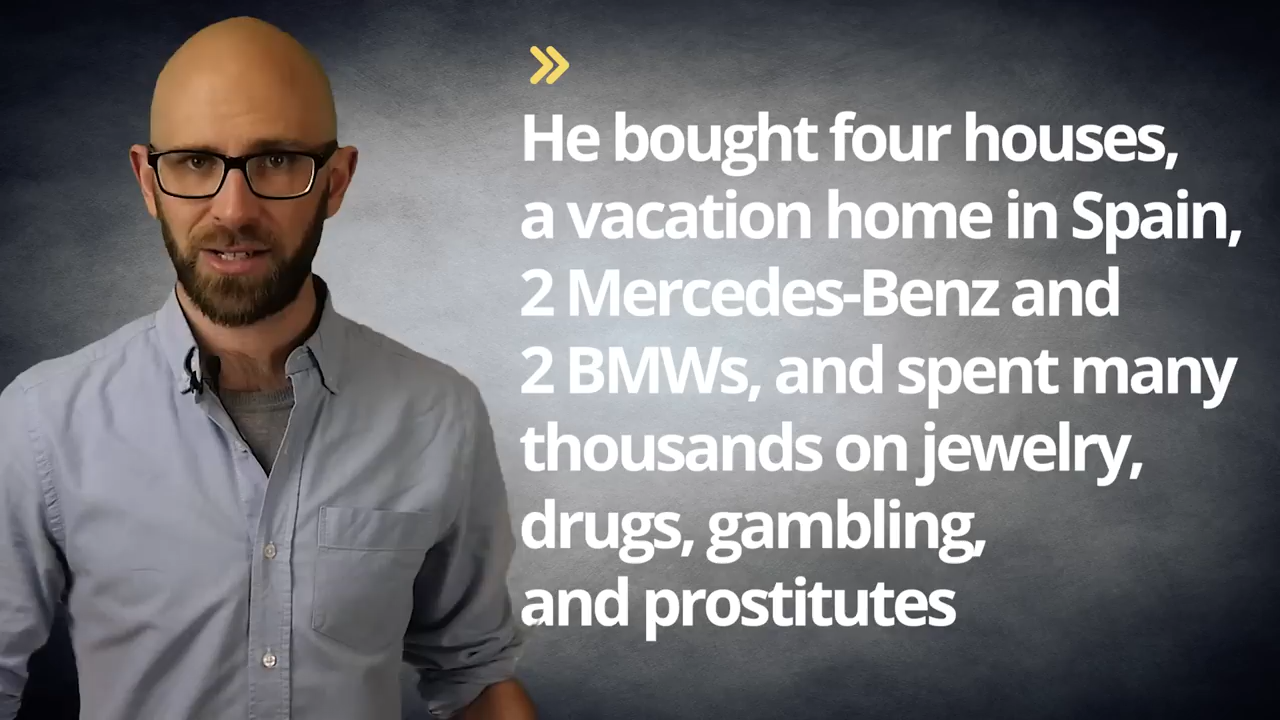 He bought four houses,
a vacation home in Spain,
2 Mercedes-Benz and
2 BMWs, and spent many
thousands on jewelry,
drugs, gambling,
and prostitutes